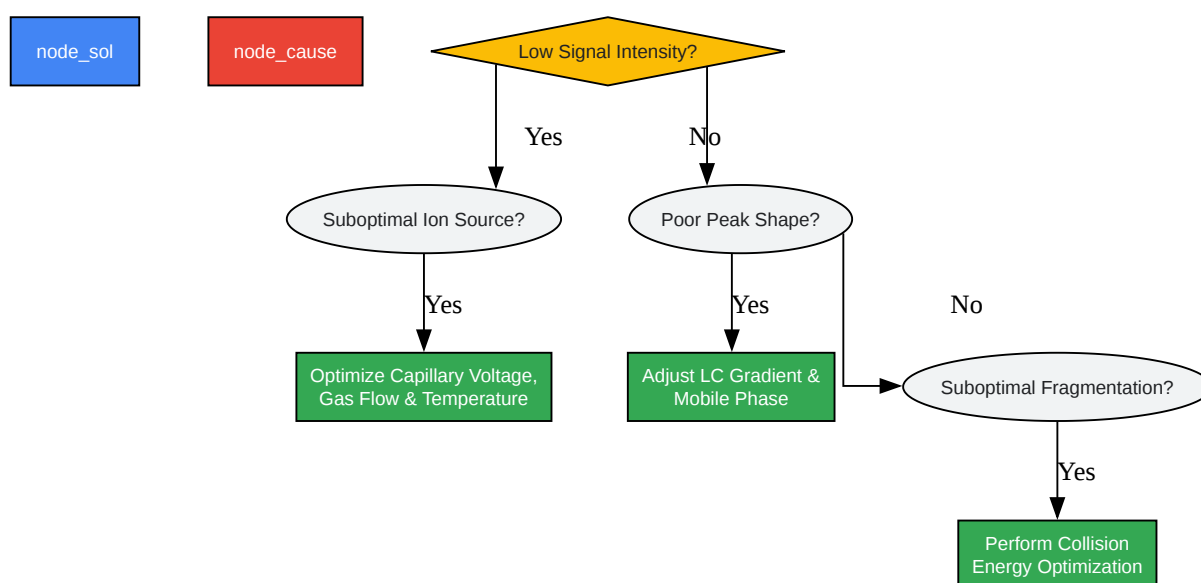 node_sol
node_cause
Low Signal Intensity?
Yes
No
Suboptimal Ion Source?
Poor Peak Shape?
Yes
Yes
No
Optimize Capillary Voltage,
Gas Flow & Temperature
Adjust LC Gradient &
Mobile Phase
Suboptimal Fragmentation?
Yes
Perform Collision
Energy Optimization